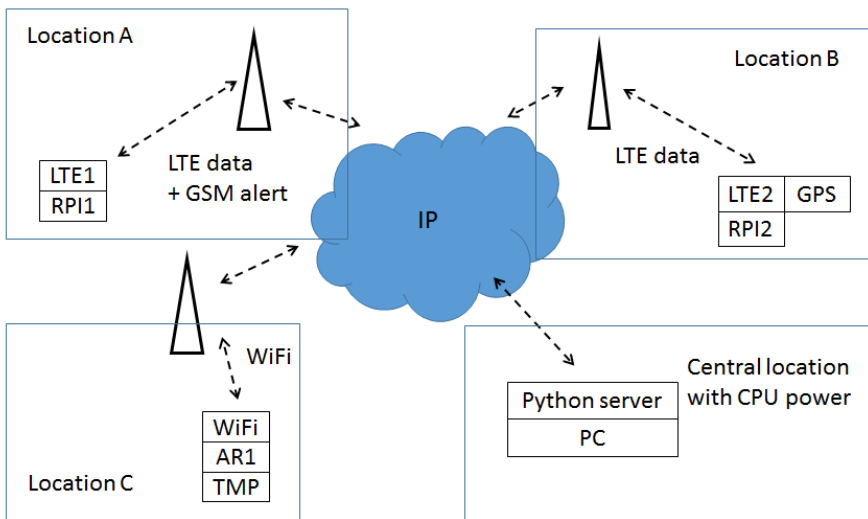 Location A
LTE1
RPI1
LTE data
+ GSM alert
IP
Location B
LTE data
LTE2
GPS
RPI2
WiFi
WiFi
AR1
TMP
Location C
Central location
with CPU power
Python server
PC